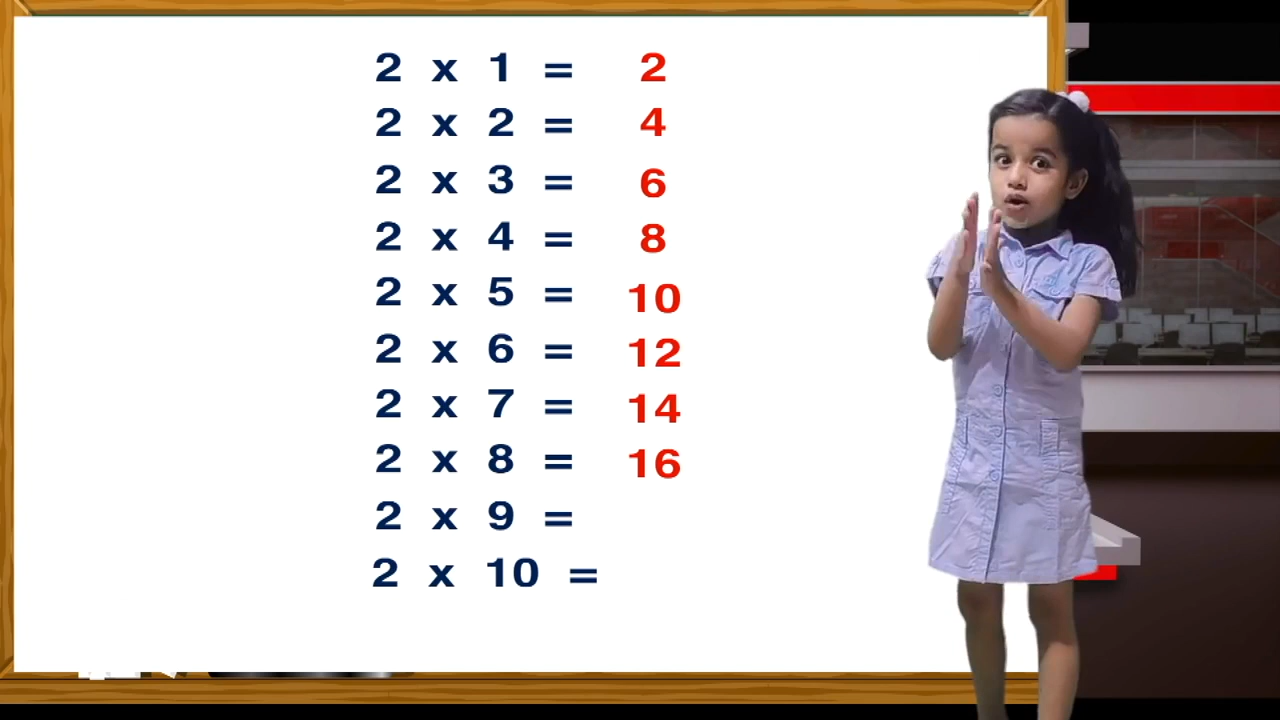 2 x 1 = 2
2 x 2 = 4
2 x 3 = 6
2 x 4 = 8
2 x 5 = 10
2 x 6 = 12
2 x 7 = 14
2 x 8 = 16
2 x 9 =
2 x 10 =